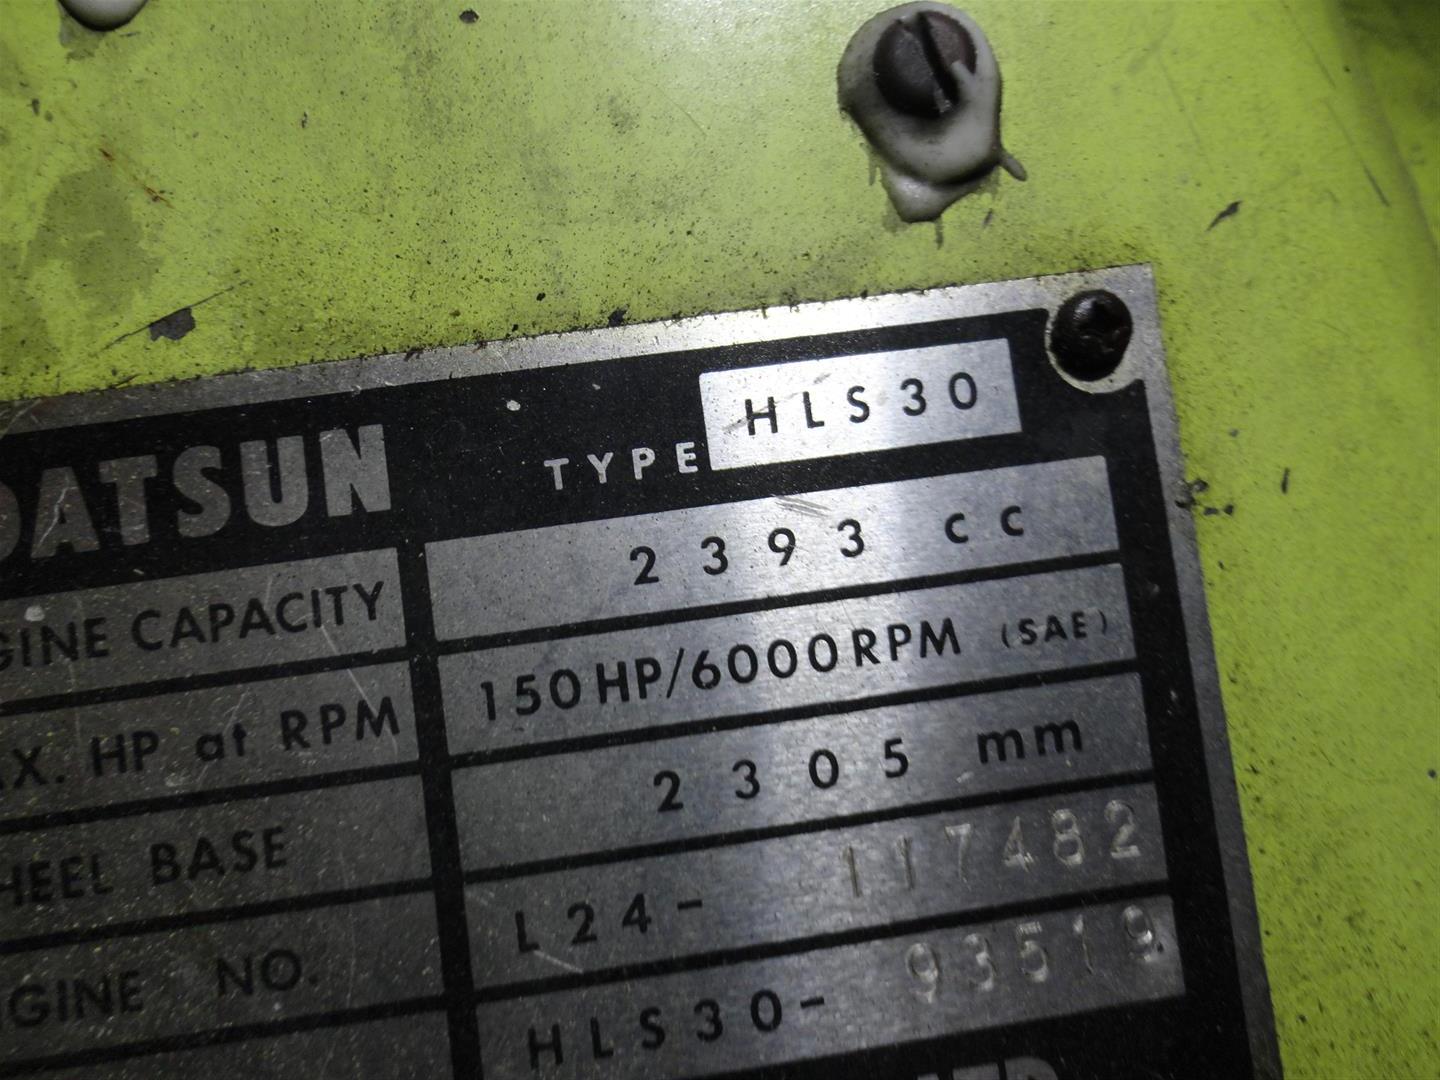 DATSUN TYPE HLS30
GINE CAPACITY 2393 CC
AX. HP at RPM 150HP/6000RPM (SAE)
HEEL BASE 2305 mm
GINE NO. L24- 117482
HLS30- 93519